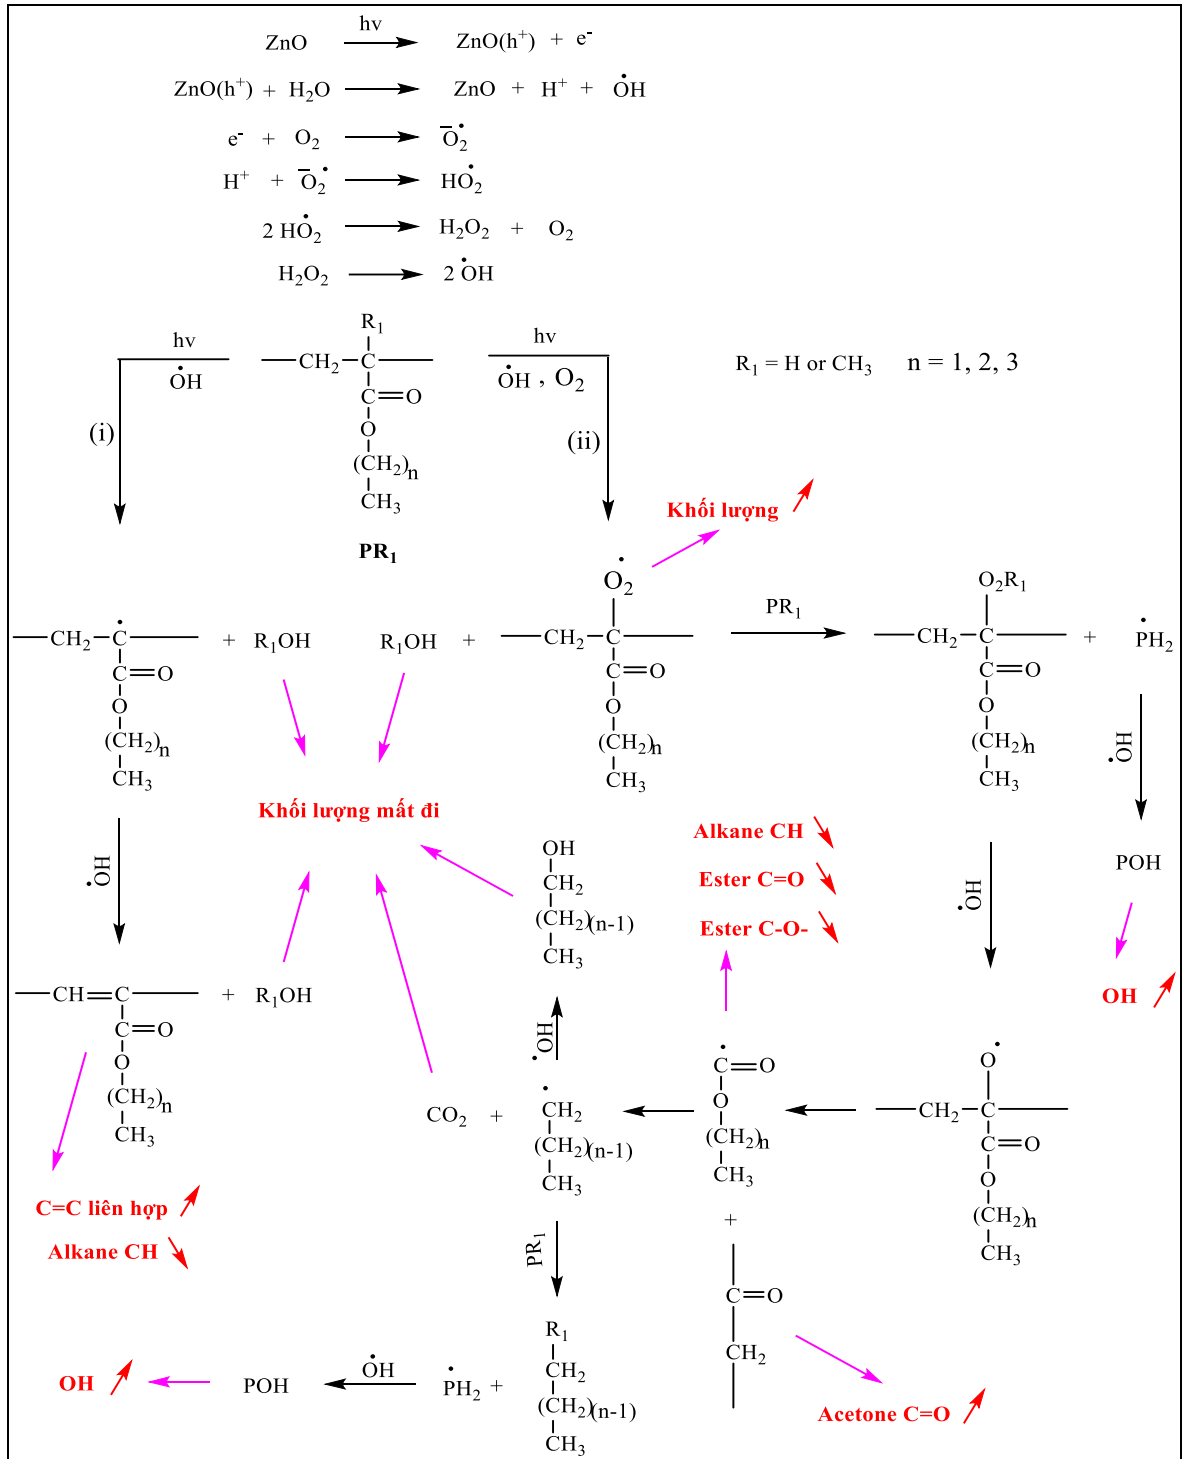 ZnO hv ZnO(h⁺) + e⁻
ZnO(h⁺) + H₂O ZnO + H⁺ + •OH
e⁻ + O₂ ⁻O₂•
H⁺ + ⁻O₂• HO₂•
2 HO₂• H₂O₂ + O₂
H₂O₂ 2 •OH
hv
•OH
(i)
R₁
CH₂ C
C=O
O
(CH₂)n
CH₃
PR₁
hv
•OH , O₂
(ii)
R₁ = H or CH₃ n = 1, 2, 3
Khối lượng
CH₂ C•
C=O
O
(CH₂)n
CH₃
+ R₁OH
R₁OH +
O₂•
CH₂ C
C=O
O
(CH₂)n
CH₃
PR₁
O₂R₁
CH₂ C
C=O
O
(CH₂)n
CH₃
+ •PH₂
•OH
POH
OH
Khối lượng mất đi
•OH
OH
CH₂
(CH₂)(n-1)
CH₃
Alkane CH
Ester C=O
Ester C-O-
•OH
CH=C
C=O
O
(CH₂)n
CH₃
+ R₁OH
C=C liên hợp
Alkane CH
•OH
CO₂ +
•CH₂
(CH₂)(n-1)
CH₃
•C=O
O
(CH₂)n
CH₃
+
C=O
CH₂
Acetone C=O
O•
CH₂ C
C=O
O
(CH₂)n
CH₃
PR₁
R₁
CH₂
(CH₂)(n-1)
CH₃
OH POH •OH •PH₂ +